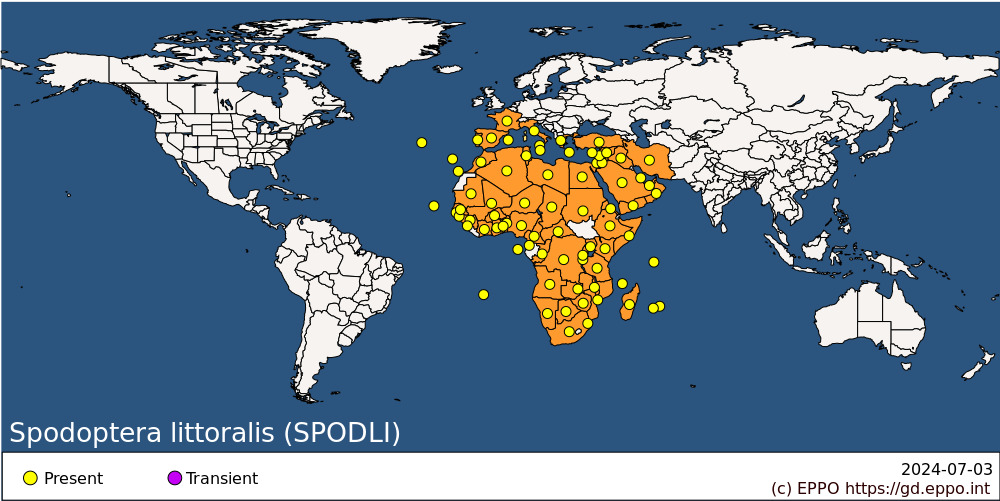 Spodoptera littoralis (SPODLI)
Present
Transient
2024-07-03
(c) EPPO https://gd.eppo.int